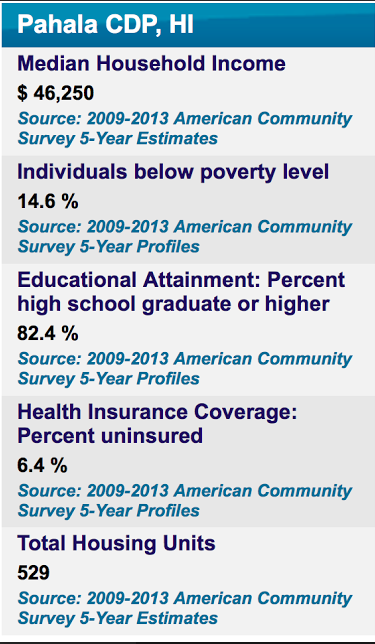 Pahala CDP, HI
Median Household Income
$ 46,250
Source: 2009-2013 American Community
Survey 5-Year Estimates
Individuals below poverty level
14.6 %
Source: 2009-2013 American Community
Survey 5-Year Profiles
Educational Attainment: Percent
high school graduate or higher
82.4 %
Source: 2009-2013 American Community
Survey 5-Year Profiles
Health Insurance Coverage:
Percent uninsured
6.4 %
Source: 2009-2013 American Community
Survey 5-Year Profiles
Total Housing Units
529
Source: 2009-2013 American Community
Survey 5-Year Estimates